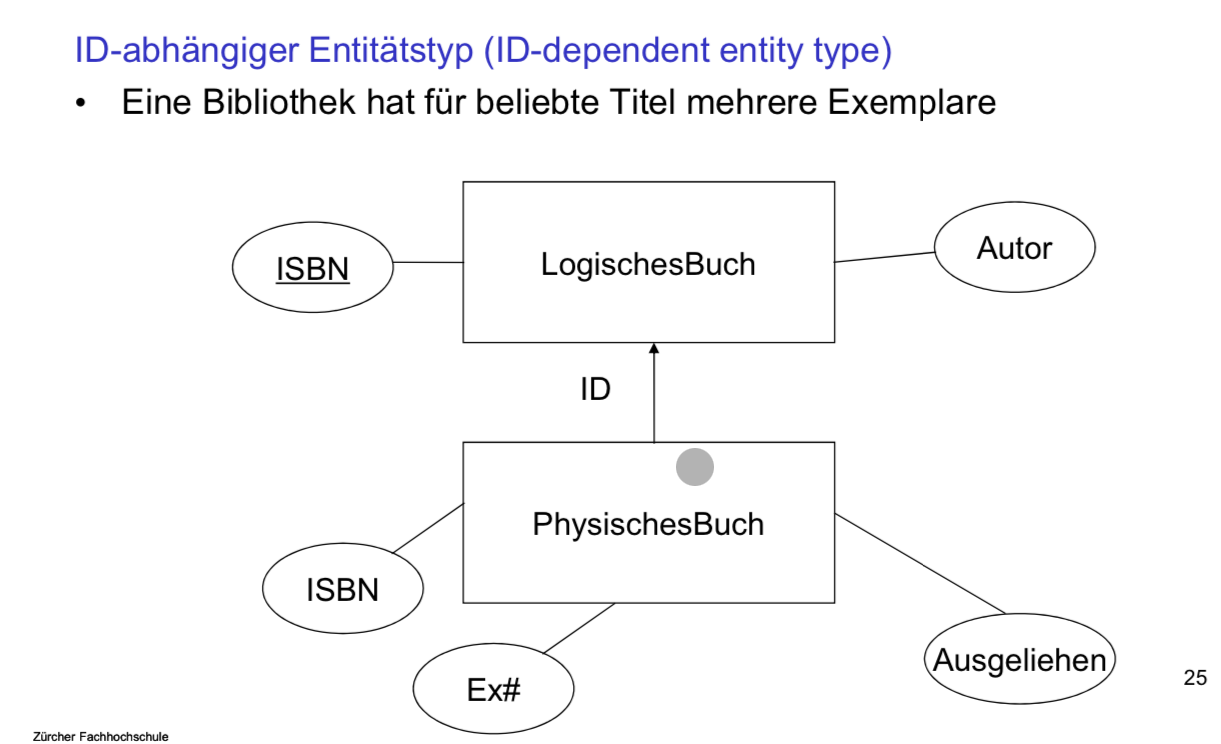 ID-abhängiger Entitätstyp (ID-dependent entity type)
• Eine Bibliothek hat für beliebte Titel mehrere Exemplare
ISBN
LogischesBuch
Autor
ID
PhysischesBuch
ISBN
Ex#
Ausgeliehen
25
Zürcher Fachhochschule